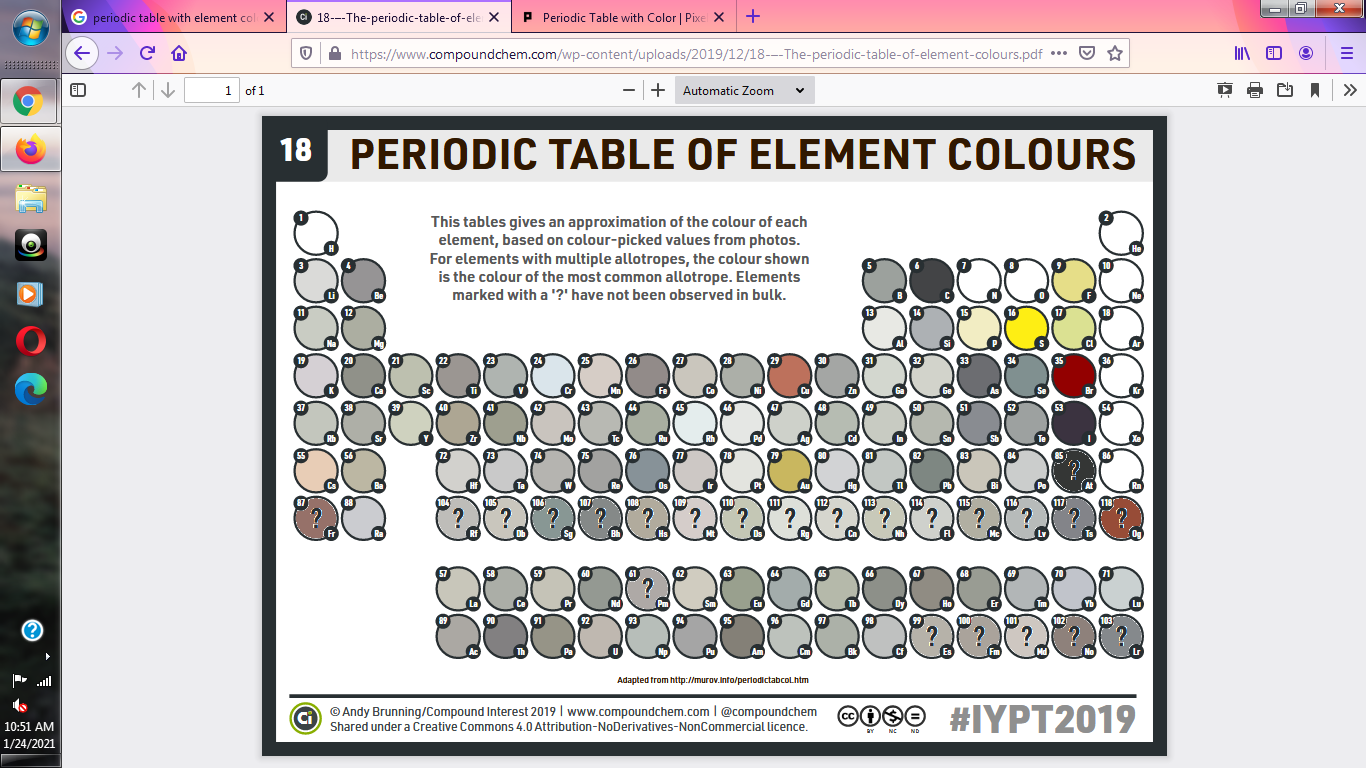 periodic table with element col
18----The-periodic-table-of-ele
Periodic Table with Color | Pixe
https://www.compoundchem.com/wp-content/uploads/2019/12/18----The-periodic-table-of-element-colours.pdf
1 of 1
Automatic Zoom
18 PERIODIC TABLE OF ELEMENT COLOURS
This tables gives an approximation of the colour of each
element, based on colour-picked values from photos.
For elements with multiple allotropes, the colour shown
is the colour of the most common allotrope. Elements
marked with a '?' have not been observed in bulk.
1 H 2 He
3 Li 4 Be 5 B 6 C 7 N 8 O 9 F 10 Ne
11 Na 12 Mg 13 Al 14 Si 15 P 16 S 17 Cl 18 Ar
19 K 20 Ca 21 Sc 22 Ti 23 V 24 Cr 25 Mn 26 Fe 27 Co 28 Ni 29 Cu 30 Zn 31 Ga 32 Ge 33 As 34 Se 35 Br 36 Kr
37 Rb 38 Sr 39 Y 40 Zr 41 Nb 42 Mo 43 Tc 44 Ru 45 Rh 46 Pd 47 Ag 48 Cd 49 In 50 Sn 51 Sb 52 Te 53 I 54 Xe
55 Cs 56 Ba 72 Hf 73 Ta 74 W 75 Re 76 Os 77 Ir 78 Pt 79 Au 80 Hg 81 Tl 82 Pb 83 Bi 84 Po 85 ? At 86 Rn
87 ? Fr 88 Ra 104 ? Rf 105 ? Db 106 ? Sg 107 ? Bh 108 ? Hs 109 ? Mt 110 ? Ds 111 ? Rg 112 ? Cn 113 ? Nh 114 ? Fl 115 ? Mc 116 ? Lv 117 ? Ts 118 ? Og
57 La 58 Ce 59 Pr 60 Nd 61 ? Pm 62 Sm 63 Eu 64 Gd 65 Tb 66 Dy 67 Ho 68 Er 69 Tm 70 Yb 71 Lu
89 Ac 90 Th 91 Pa 92 U 93 Np 94 Pu 95 Am 96 Cm 97 Bk 98 Cf 99 ? Es 100 ? Fm 101 ? Md 102 ? No 103 ? Lr
Adapted from http://murov.info/periodictabcol.htm
Ci © Andy Brunning/Compound Interest 2019 | www.compoundchem.com | @compoundchem
Shared under a Creative Commons 4.0 Attribution-NoDerivatives-NonCommercial licence.
CC BY NC ND
#IYPT2019
10:51 AM
1/24/2021